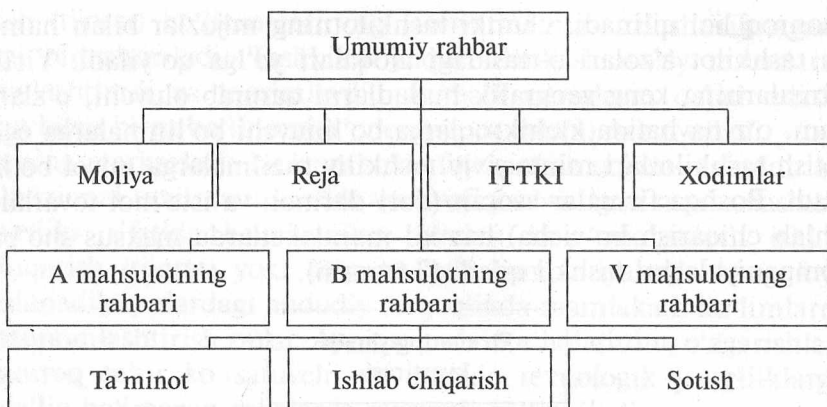 Umumiy rahbar
Moliya Reja ITTKI Xodimlar
A mahsulotning B mahsulotning V mahsulotning
rahbari rahbari rahbari
Ta’minot Ishlab chiqarish Sotish